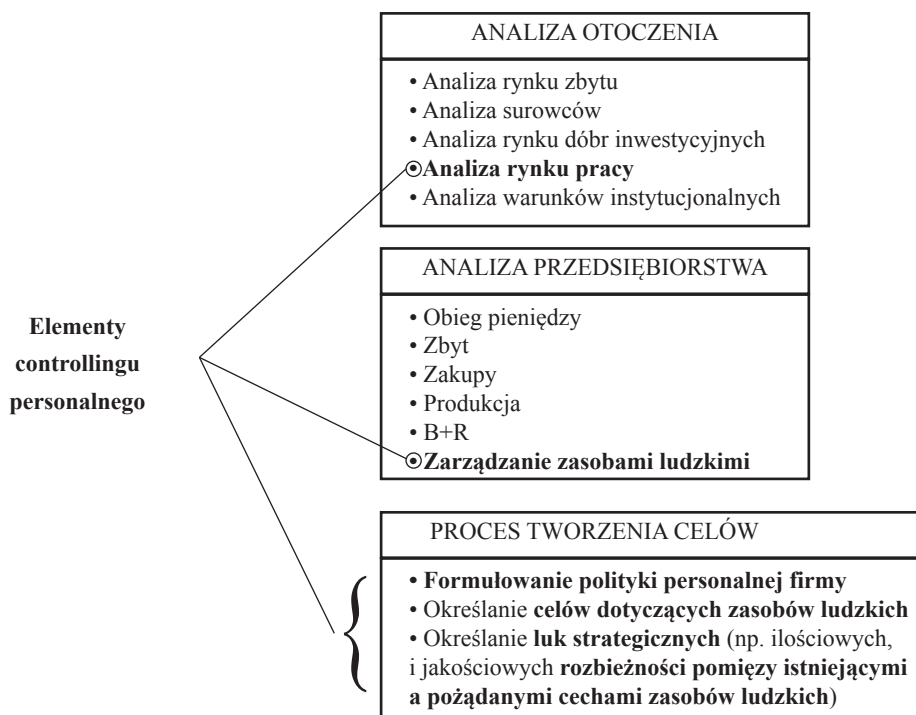 ANALIZA OTOCZENIA
• Analiza rynku zbytu
• Analiza surowców
• Analiza rynku dóbr inwestycyjnych
Analiza rynku pracy
• Analiza warunków instytucjonalnych
ANALIZA PRZEDSIĘBIORSTWA
• Obieg pieniędzy
• Zbyt
• Zakupy
• Produkcja
• B+R
Zarządzanie zasobami ludzkimi
Elementy
controllingu
personalnego
PROCES TWORZENIA CELÓW
• Formułowanie polityki personalnej firmy
• Określanie celów dotyczących zasobów ludzkich
• Określanie luk strategicznych (np. ilościowych,
i jakościowych rozbieżności pomięzy istniejącymi
a pożądanymi cechami zasobów ludzkich)